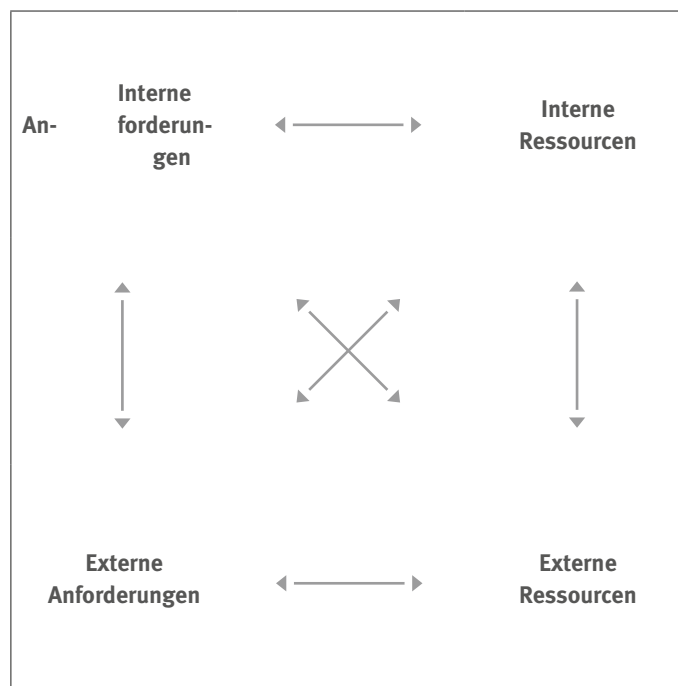 Interne
An- forderun-
gen
Interne
Ressourcen
Externe
Anforderungen
Externe
Ressourcen